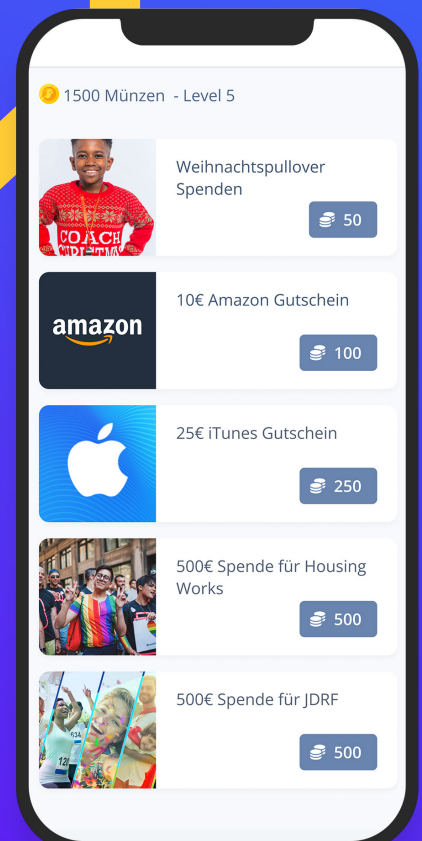 1500 Münzen - Level 5
Weihnachtspullover
Spenden
50
COACH
amazon
10€ Amazon Gutschein
100
25€ iTunes Gutschein
250
500€ Spende für Housing
Works
500
500€ Spende für JDRF
500
634